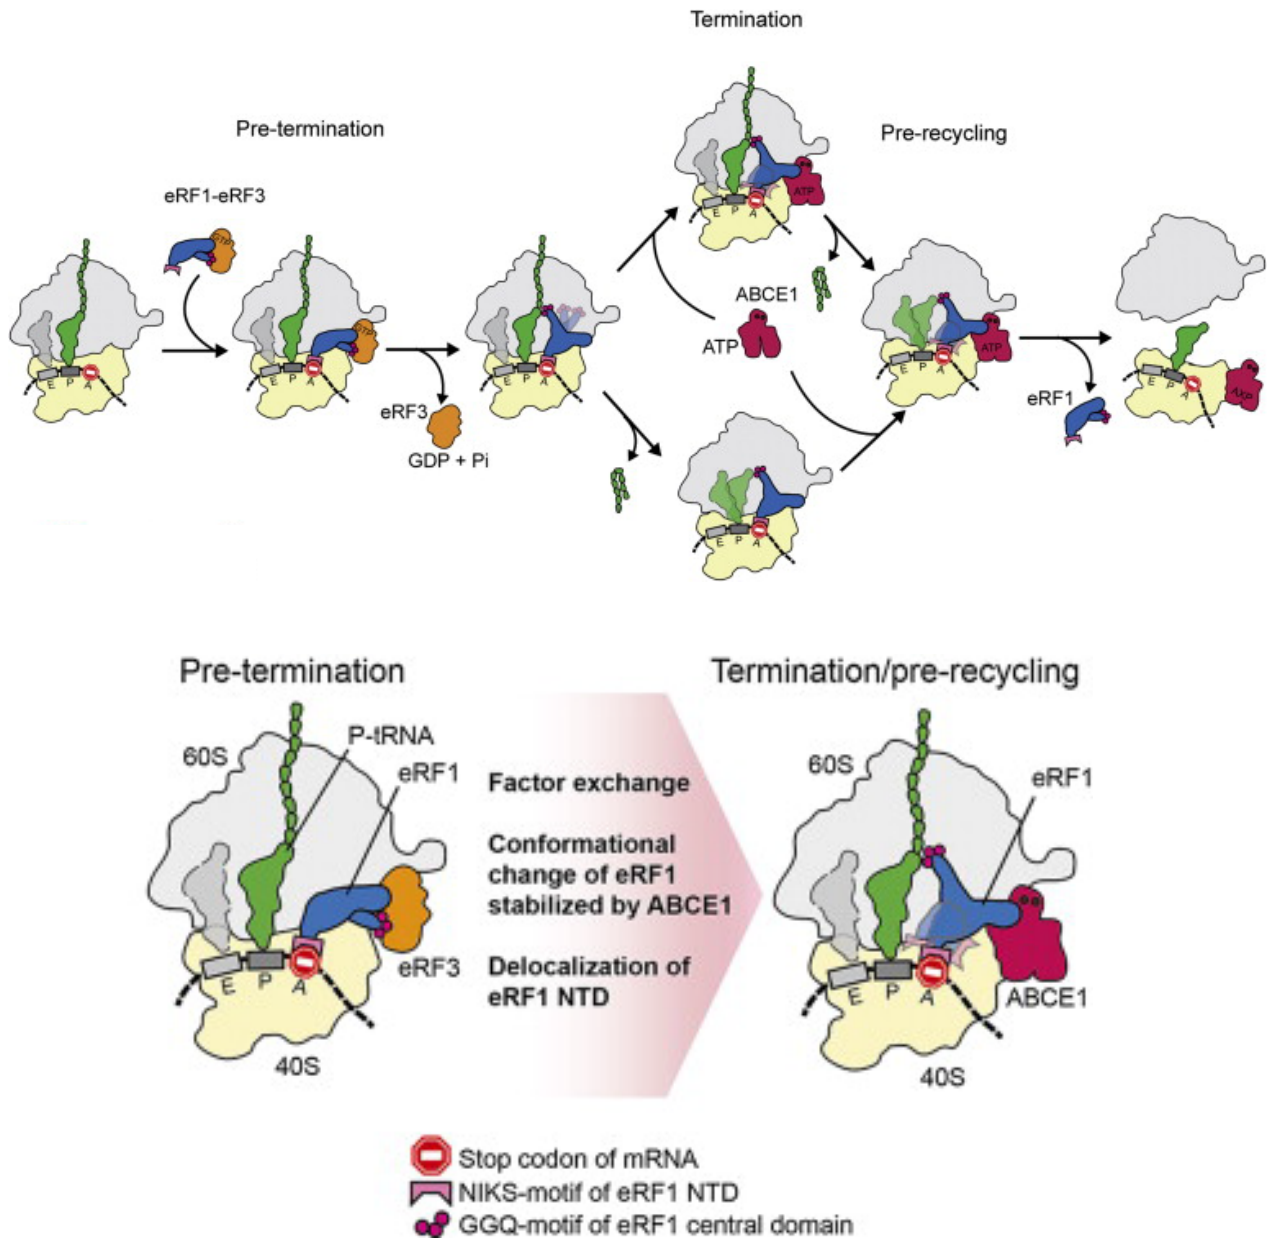 Termination
Pre-termination
Pre-recycling
eRF1-eRF3
GTP
ATP
E P A
E P A
GTP
E P A
eRF3
GDP + Pi
E P A
ABCE1
ATP
ATP
E P A
eRF1
E P A
AXP
E P A
Pre-termination
Termination/pre-recycling
60S
P-tRNA
eRF1
eRF3
E P A
40S
Factor exchange
Conformational
change of eRF1
stabilized by ABCE1
Delocalization of
eRF1 NTD
60S
eRF1
E P A
ABCE1
40S
Stop codon of mRNA
NIKS-motif of eRF1 NTD
GGQ-motif of eRF1 central domain